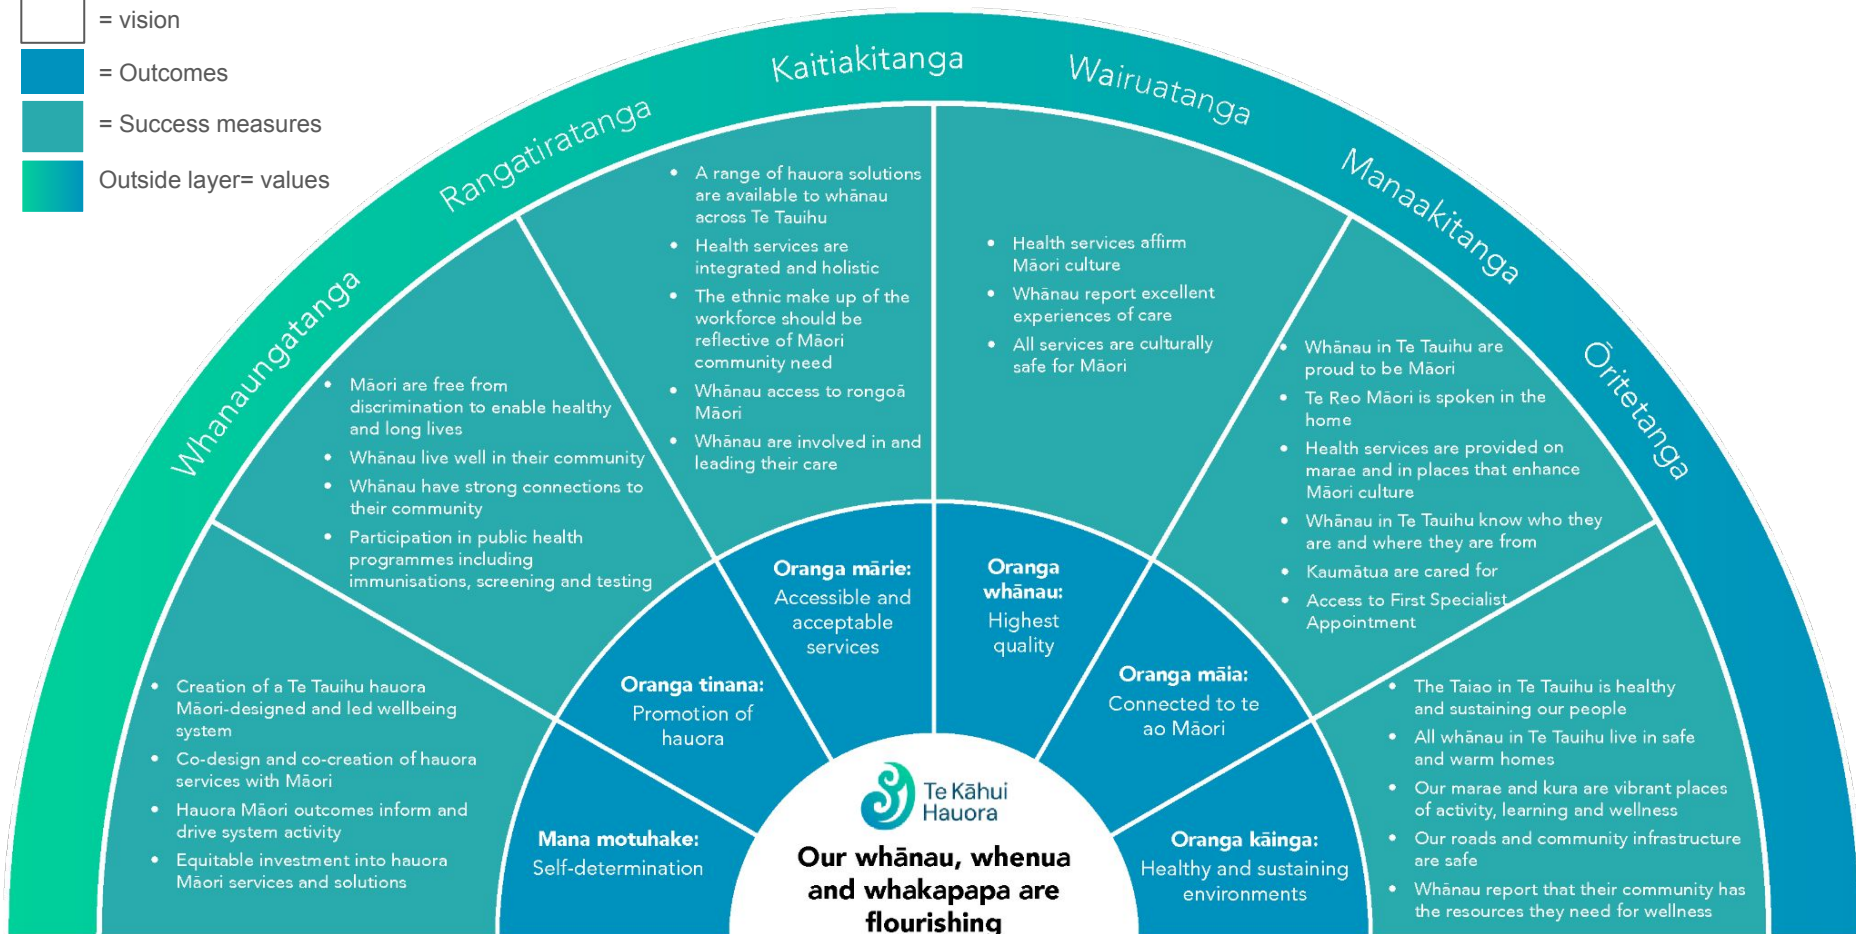 = vision
= Outcomes
= Success measures
Outside layer= values
Whanaungatanga
Rangatiratanga
Kaitiakitanga
Wairuatanga
Manaakitanga
Ōritetanga
• Creation of a Te Tauihu hauora
Māori-designed and led wellbeing
system
• Co-design and co-creation of hauora
services with Māori
• Hauora Māori outcomes inform and
drive system activity
• Equitable investment into hauora
Māori services and solutions
• Māori are free from
discrimination to enable healthy
and long lives
• Whānau live well in their community
• Whānau have strong connections to
their community
• Participation in public health
programmes including
immunisations, screening and testing
• A range of hauora solutions
are available to whānau
across Te Tauihu
• Health services are
integrated and holistic
• The ethnic make up of the
workforce should be
reflective of Māori
community need
• Whānau access to rongoā
Māori
• Whānau are involved in and
leading their care
• Health services affirm
Māori culture
• Whānau report excellent
experiences of care
• All services are culturally
safe for Māori
• Whānau in Te Tauihu are
proud to be Māori
• Te Reo Māori is spoken in the
home
• Health services are provided on
marae and in places that enhance
Māori culture
• Whānau in Te Tauihu know who they
are and where they are from
• Kaumātua are cared for
• Access to First Specialist
Appointment
• The Taiao in Te Tauihu is healthy
and sustaining our people
• All whānau in Te Tauihu live in safe
and warm homes
• Our marae and kura are vibrant places
of activity, learning and wellness
• Our roads and community infrastructure
are safe
• Whānau report that their community has
the resources they need for wellness
Mana motuhake:
Self-determination
Oranga tinana:
Promotion of
hauora
Oranga mārie:
Accessible and
acceptable
services
Oranga
whānau:
Highest
quality
Oranga māia:
Connected to te
ao Māori
Oranga kāinga:
Healthy and sustaining
environments
Te Kāhui
Hauora
Our whānau, whenua
and whakapapa are
flourishing